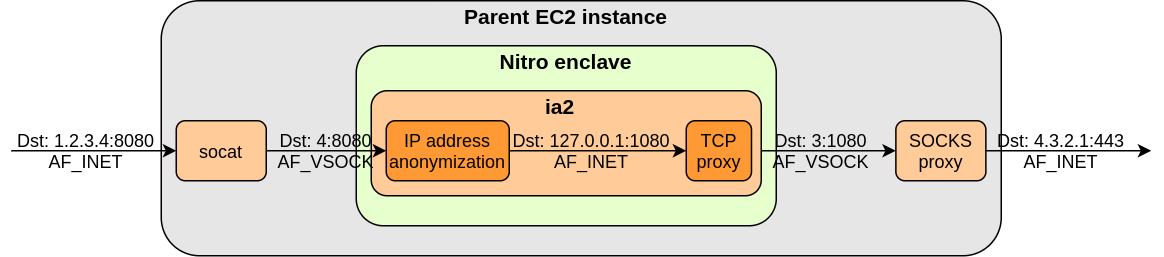 Parent EC2 instance
Nitro enclave
ia2
Dst: 1.2.3.4:8080
AF_INET
socat
Dst: 4:8080
AF_VSOCK
IP address
anonymization
Dst: 127.0.0.1:1080
AF_INET
TCP
proxy
Dst: 3:1080
AF_VSOCK
SOCKS
proxy
Dst: 4.3.2.1:443
AF_INET